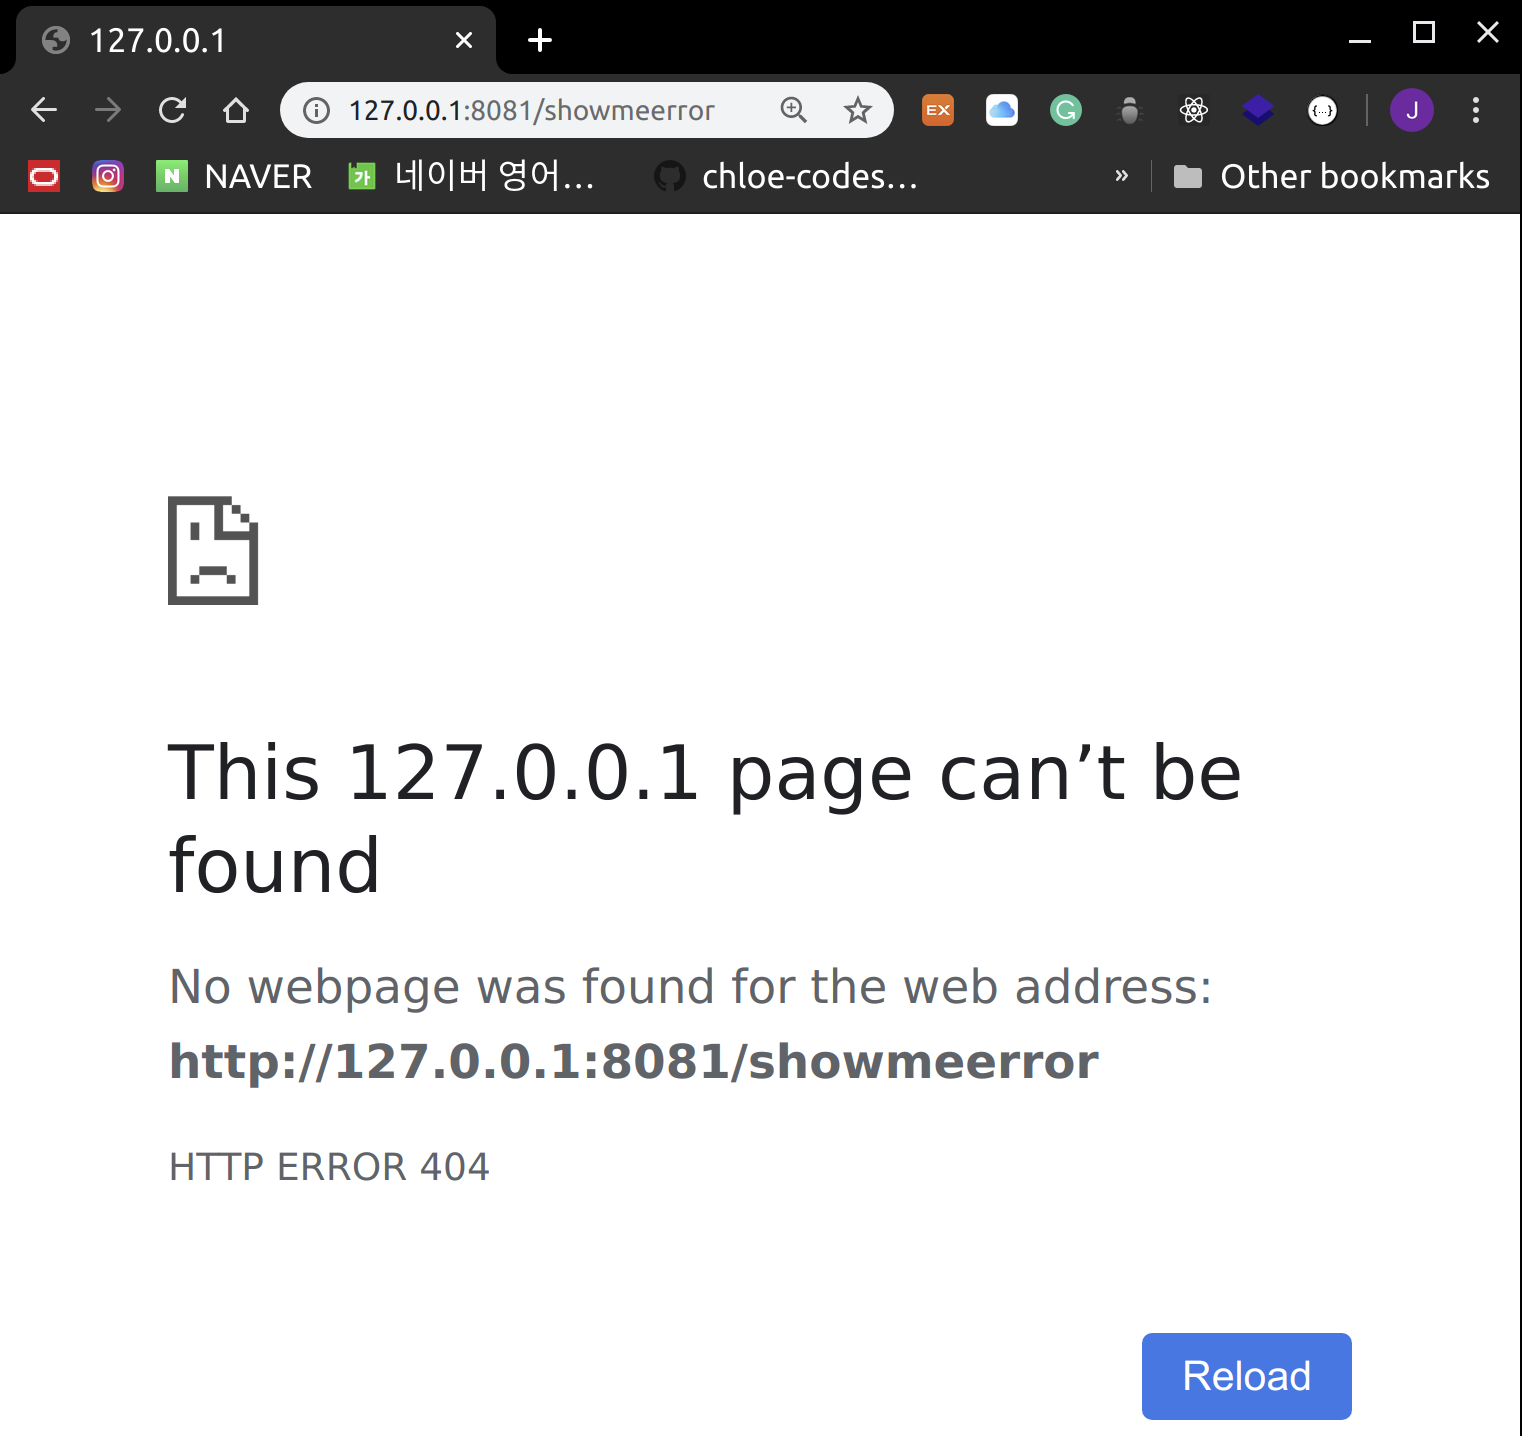 127.0.0.1
127.0.0.1:8081/showmeerror
EX
G
{...}
J
N
NAVER
가
네이버 영어...
chloe-codes...
»
Other bookmarks
This 127.0.0.1 page can’t be
found
No webpage was found for the web address:
http://127.0.0.1:8081/showmeerror
HTTP ERROR 404
Reload